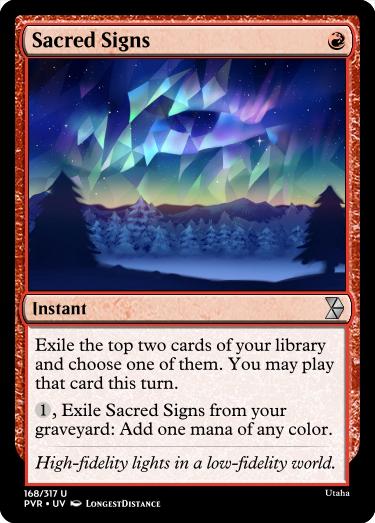 Sacred Signs
Instant
Exile the top two cards of your library
and choose one of them. You may play
that card this turn.
1, Exile Sacred Signs from your
graveyard: Add one mana of any color.
High-fidelity lights in a low-fidelity world.
168/317 U
PVR • UV LongestDistance
Utaha